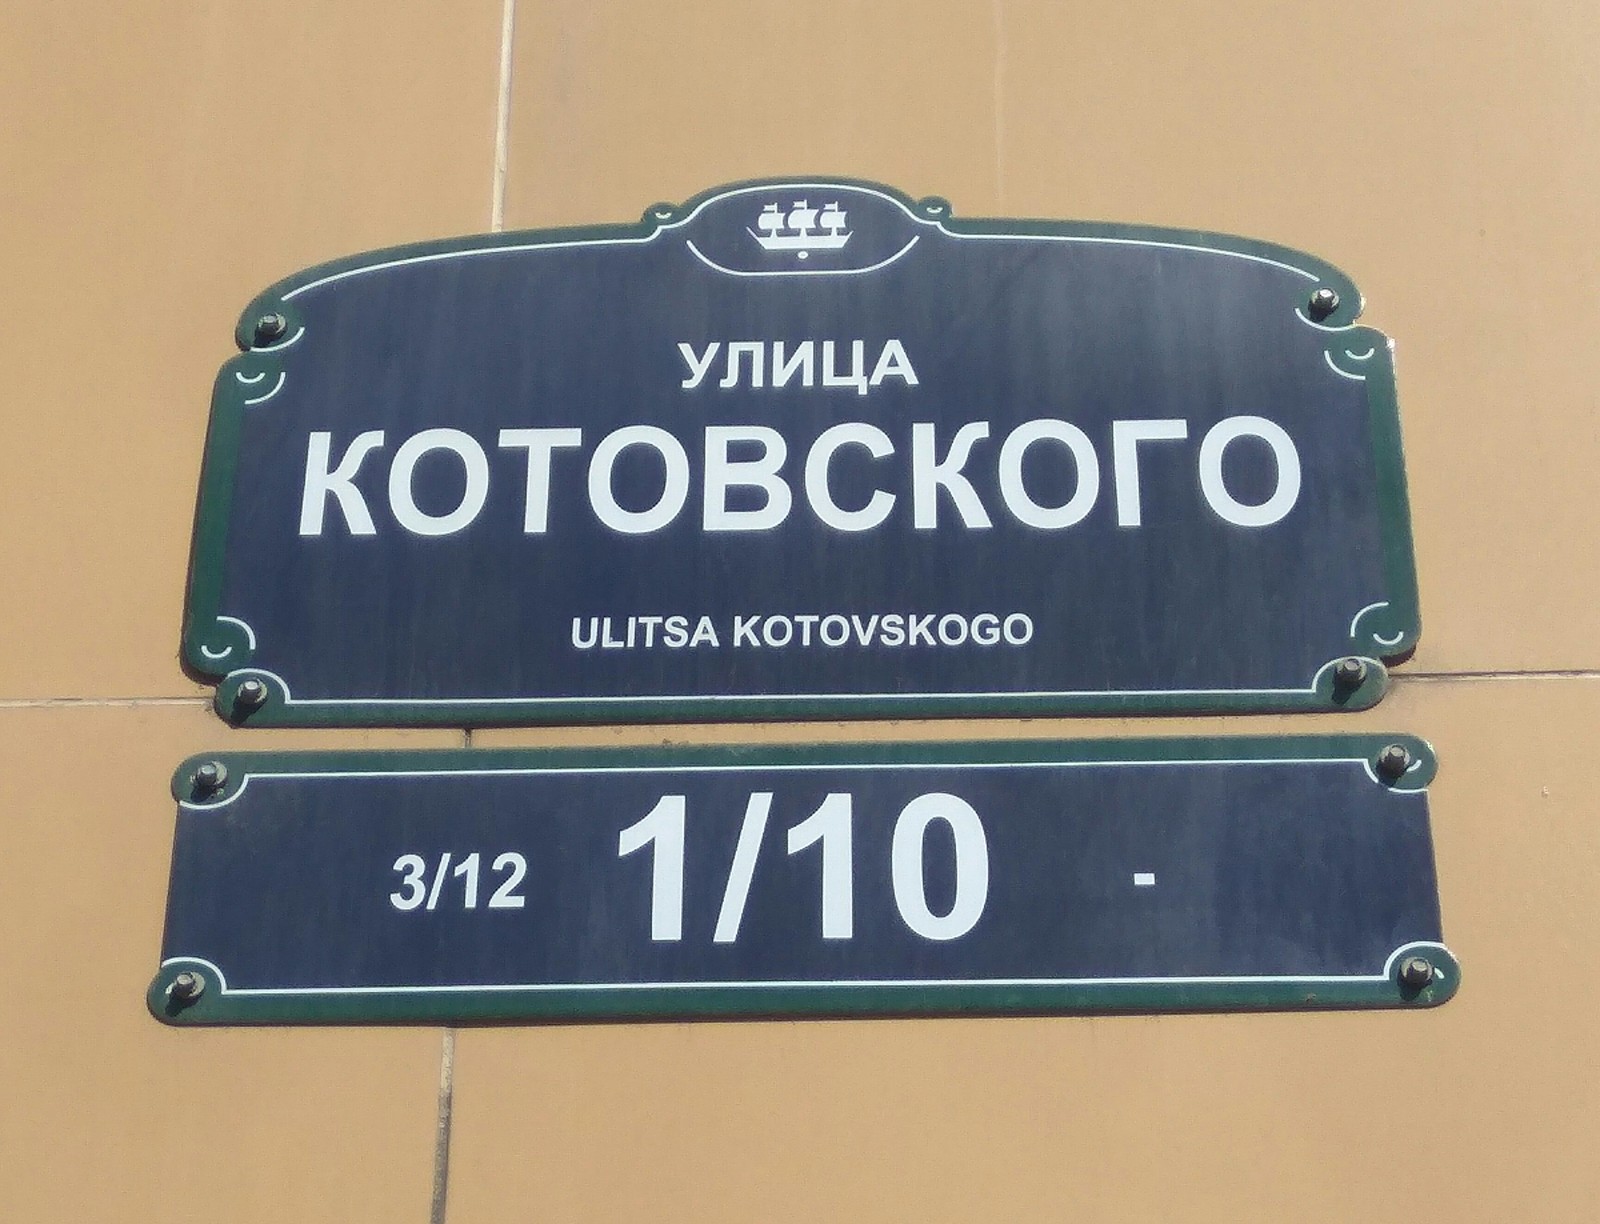 УЛИЦА
КОТОВСКОГО
ULITSA KOTOVSKOGO
3/12 1/10 -